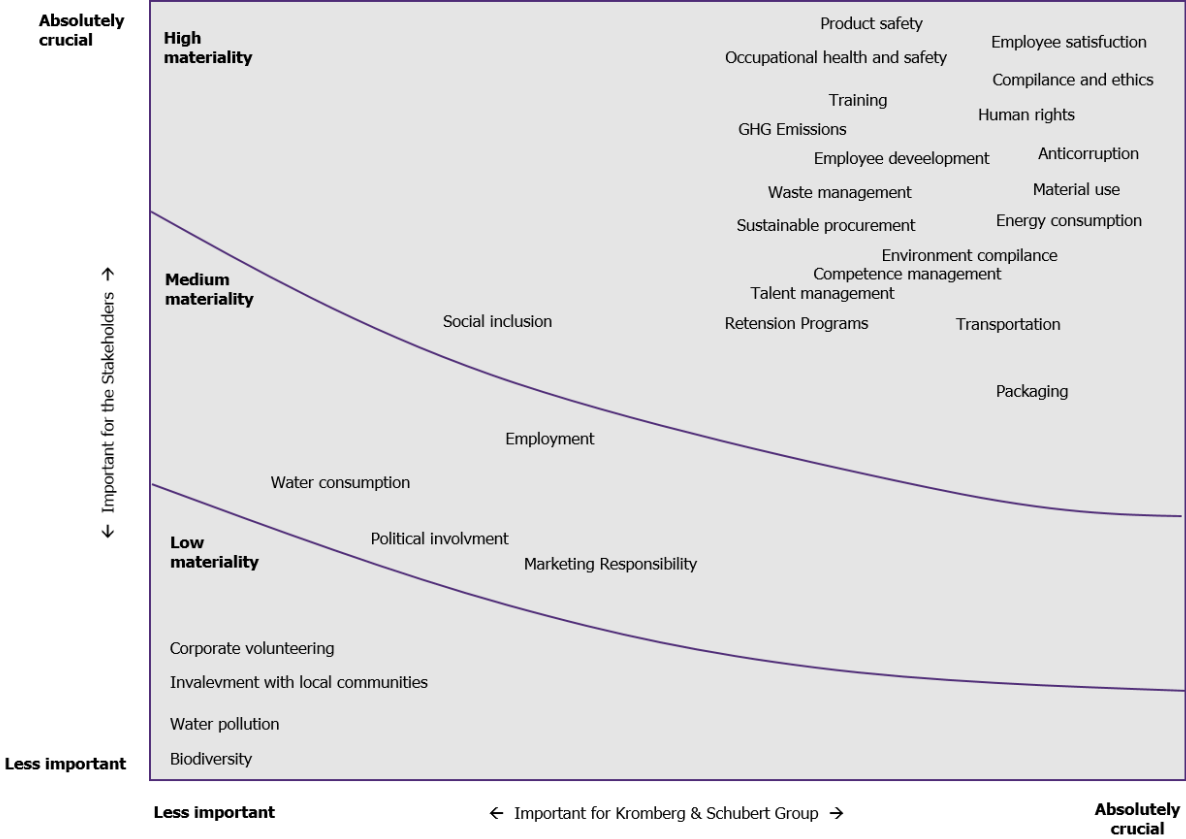 Absolutely
crucial
High
materiality
Product safety
Employee satisfuction
Occupational health and safety
Compilance and ethics
Training
Human rights
GHG Emissions
Employee deveelopment
Anticorruption
Waste management
Material use
Sustainable procurement
Energy consumption
Environment compilance
Competence management
Talent management
Retension Programs
Transportation
Packaging
Medium
materiality
Social inclusion
Employment
Water consumption
Political involvment
Marketing Responsibility
Low
materiality
Corporate volunteering
Invalevment with local communities
Water pollution
Biodiversity
← Important for the Stakeholders →
Less important
Less important
← Important for Kromberg & Schubert Group →
Absolutely
crucial